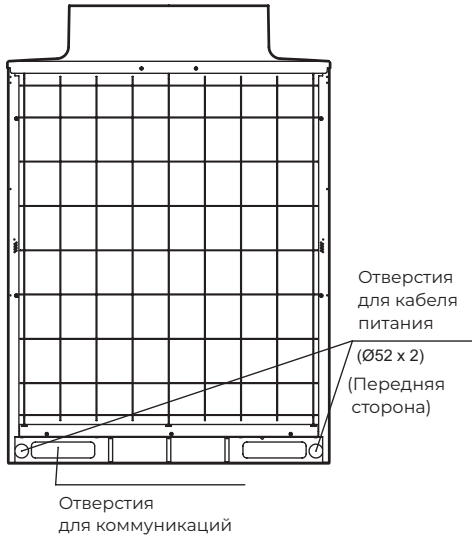 Отверстия
для кабеля
питания
(Ø52 x 2)
(Передняя
сторона)
Отверстия
для коммуникаций